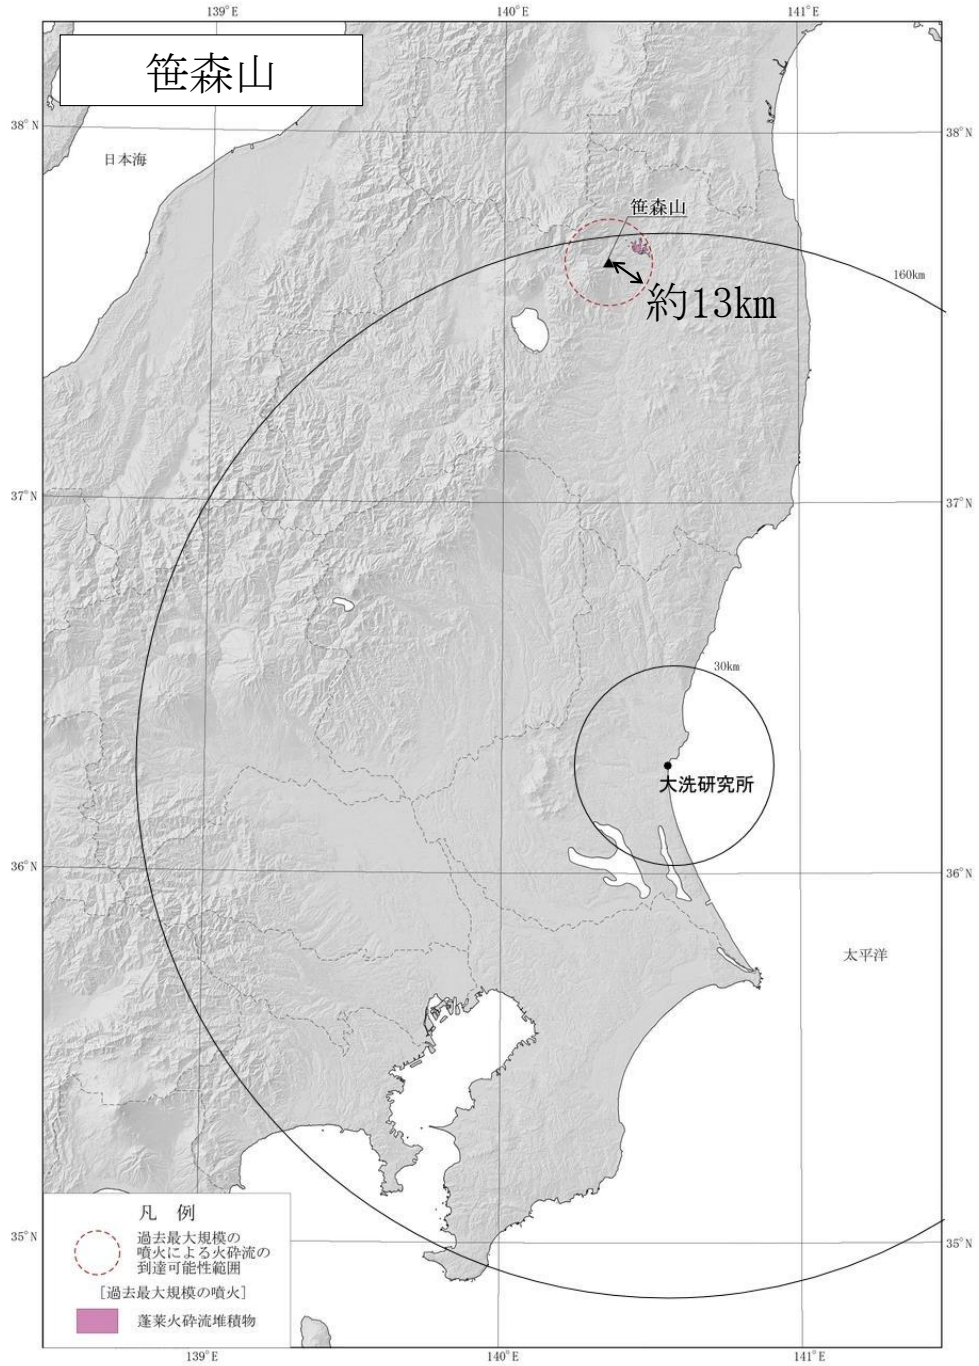 139°E
140°E
141°E
笹森山
38°N
38°N
日本海
笹森山
160km
約13km
37°N
37°N
30km
大洗研究所
36°N
36°N
太平洋
凡 例
過去最大規模の
噴火による火砕流の
到達可能性範囲
[過去最大規模の噴火]
蓬莱火砕流堆積物
35°N
35°N
139°E
140°E
141°E